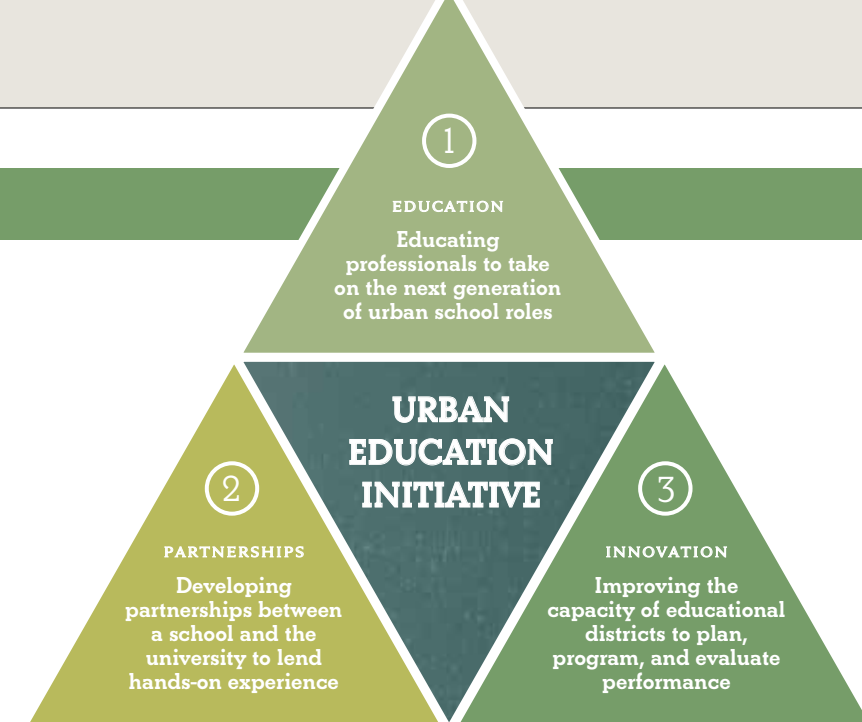 1
EDUCATION
Educating
professionals to take
on the next generation
of urban school roles
URBAN
EDUCATION
INITIATIVE
2
PARTNERSHIPS
Developing
partnerships between
a school and the
university to lend
hands-on experience
3
INNOVATION
Improving the
capacity of educational
districts to plan,
program, and evaluate
performance